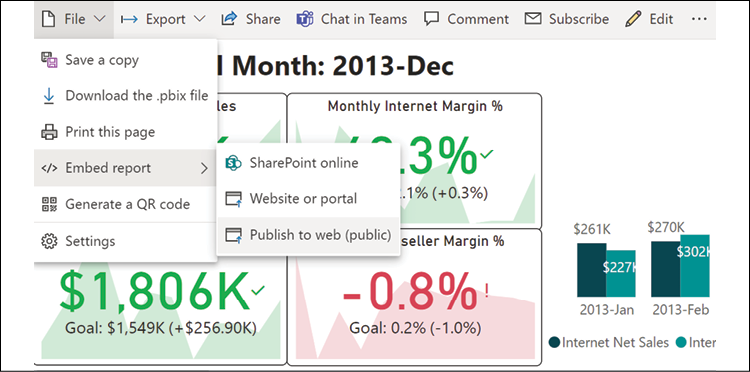 File Export Share Chat in Teams Comment Subscribe Edit ...
Save a copy
Download the .pbix file
Print this page
</> Embed report
Generate a QR code
Settings
SharePoint online
Website or portal
Publish to web (public)
l Month: 2013-Dec
les
Monthly Internet Margin %
.3%
.1% (+0.3%)
$1,806K
Goal: $1,549K (+$256.90K)
seller Margin %
-0.8%!
Goal: 0.2% (-1.0%)
$261K
$227K
$270K
$302K
2013-Jan 2013-Feb
Internet Net Sales Inter